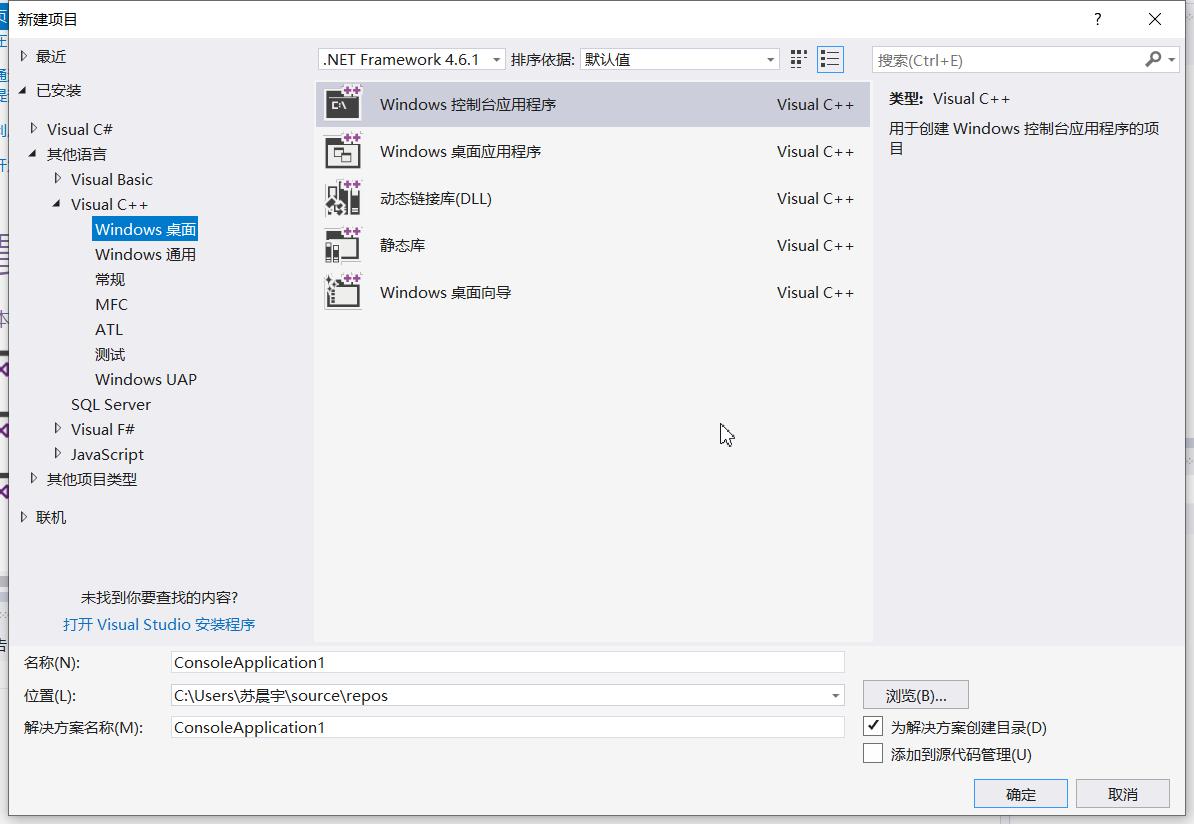 新建项目
?
最近
.NET Framework 4.6.1
排序依据:
默认值
搜索(Ctrl+E)
已安装
Visual C#
其他语言
Visual Basic
Visual C++
Windows 桌面
Windows 通用
常规
MFC
ATL
测试
Windows UAP
SQL Server
Visual F#
JavaScript
其他项目类型
联机
未找到你要查找的内容?
打开 Visual Studio 安装程序
Windows 控制台应用程序 Visual C++
Windows 桌面应用程序 Visual C++
动态链接库(DLL) Visual C++
静态库 Visual C++
Windows 桌面向导 Visual C++
类型: Visual C++
用于创建 Windows 控制台应用程序的项
目
名称(N): ConsoleApplication1
位置(L): C:\Users\苏晨宇\source\repos
浏览(B)...
解决方案名称(M): ConsoleApplication1
为解决方案创建目录(D)
添加到源代码管理(U)
确定
取消